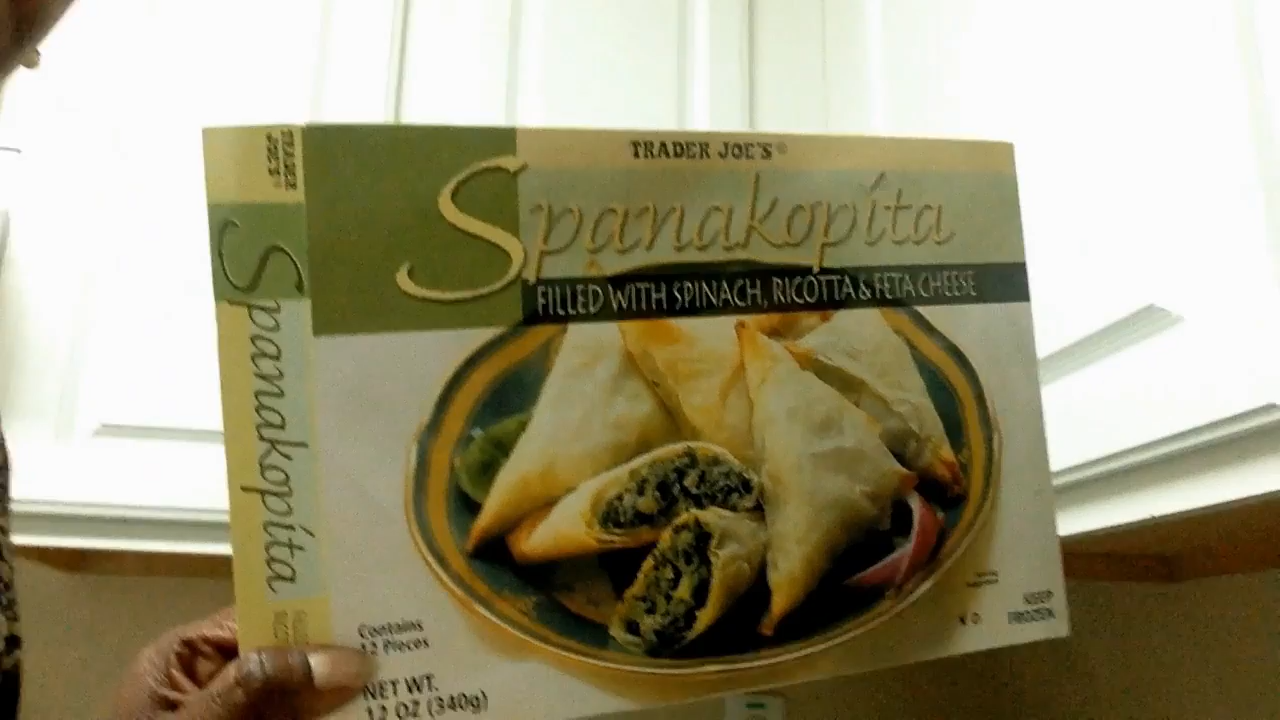 TRADER JOE'S®
Spanakopita
FILLED WITH SPINACH, RICOTTA & FETA CHEESE
TRADER
JOE'S®
Spanakopita
Contains
12 Pieces
NET WT.
12 OZ (340g)
KEEP
FROZEN